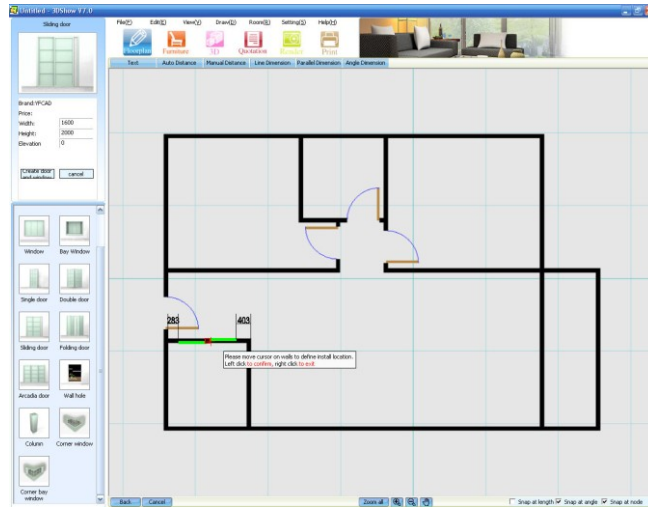 Untitled - 3DShow V7.0
Sliding door
File(F) Edit(E) View(V) Draw(D) Room(R) Setting(S) Help(H)
Floorplan Furniture 3D Quotation Render Print
Text Auto Distance Manual Distance Line Dimension Parallel Dimension Angle Dimension
Brand:YFCAD
Price:
Width: 1600
Height: 2000
Elevation 0
Create door and window cancel
Window Bay Window
Single door Double door
Sliding door Folding door
Arcadia door Wall hole
Column Corner window
Corner bay
window
283 403
Please move cursor on walls to define install location.
Left click to confirm, right click to exit
Back Cancel Zoom all Snap at length Snap at angle Snap at node